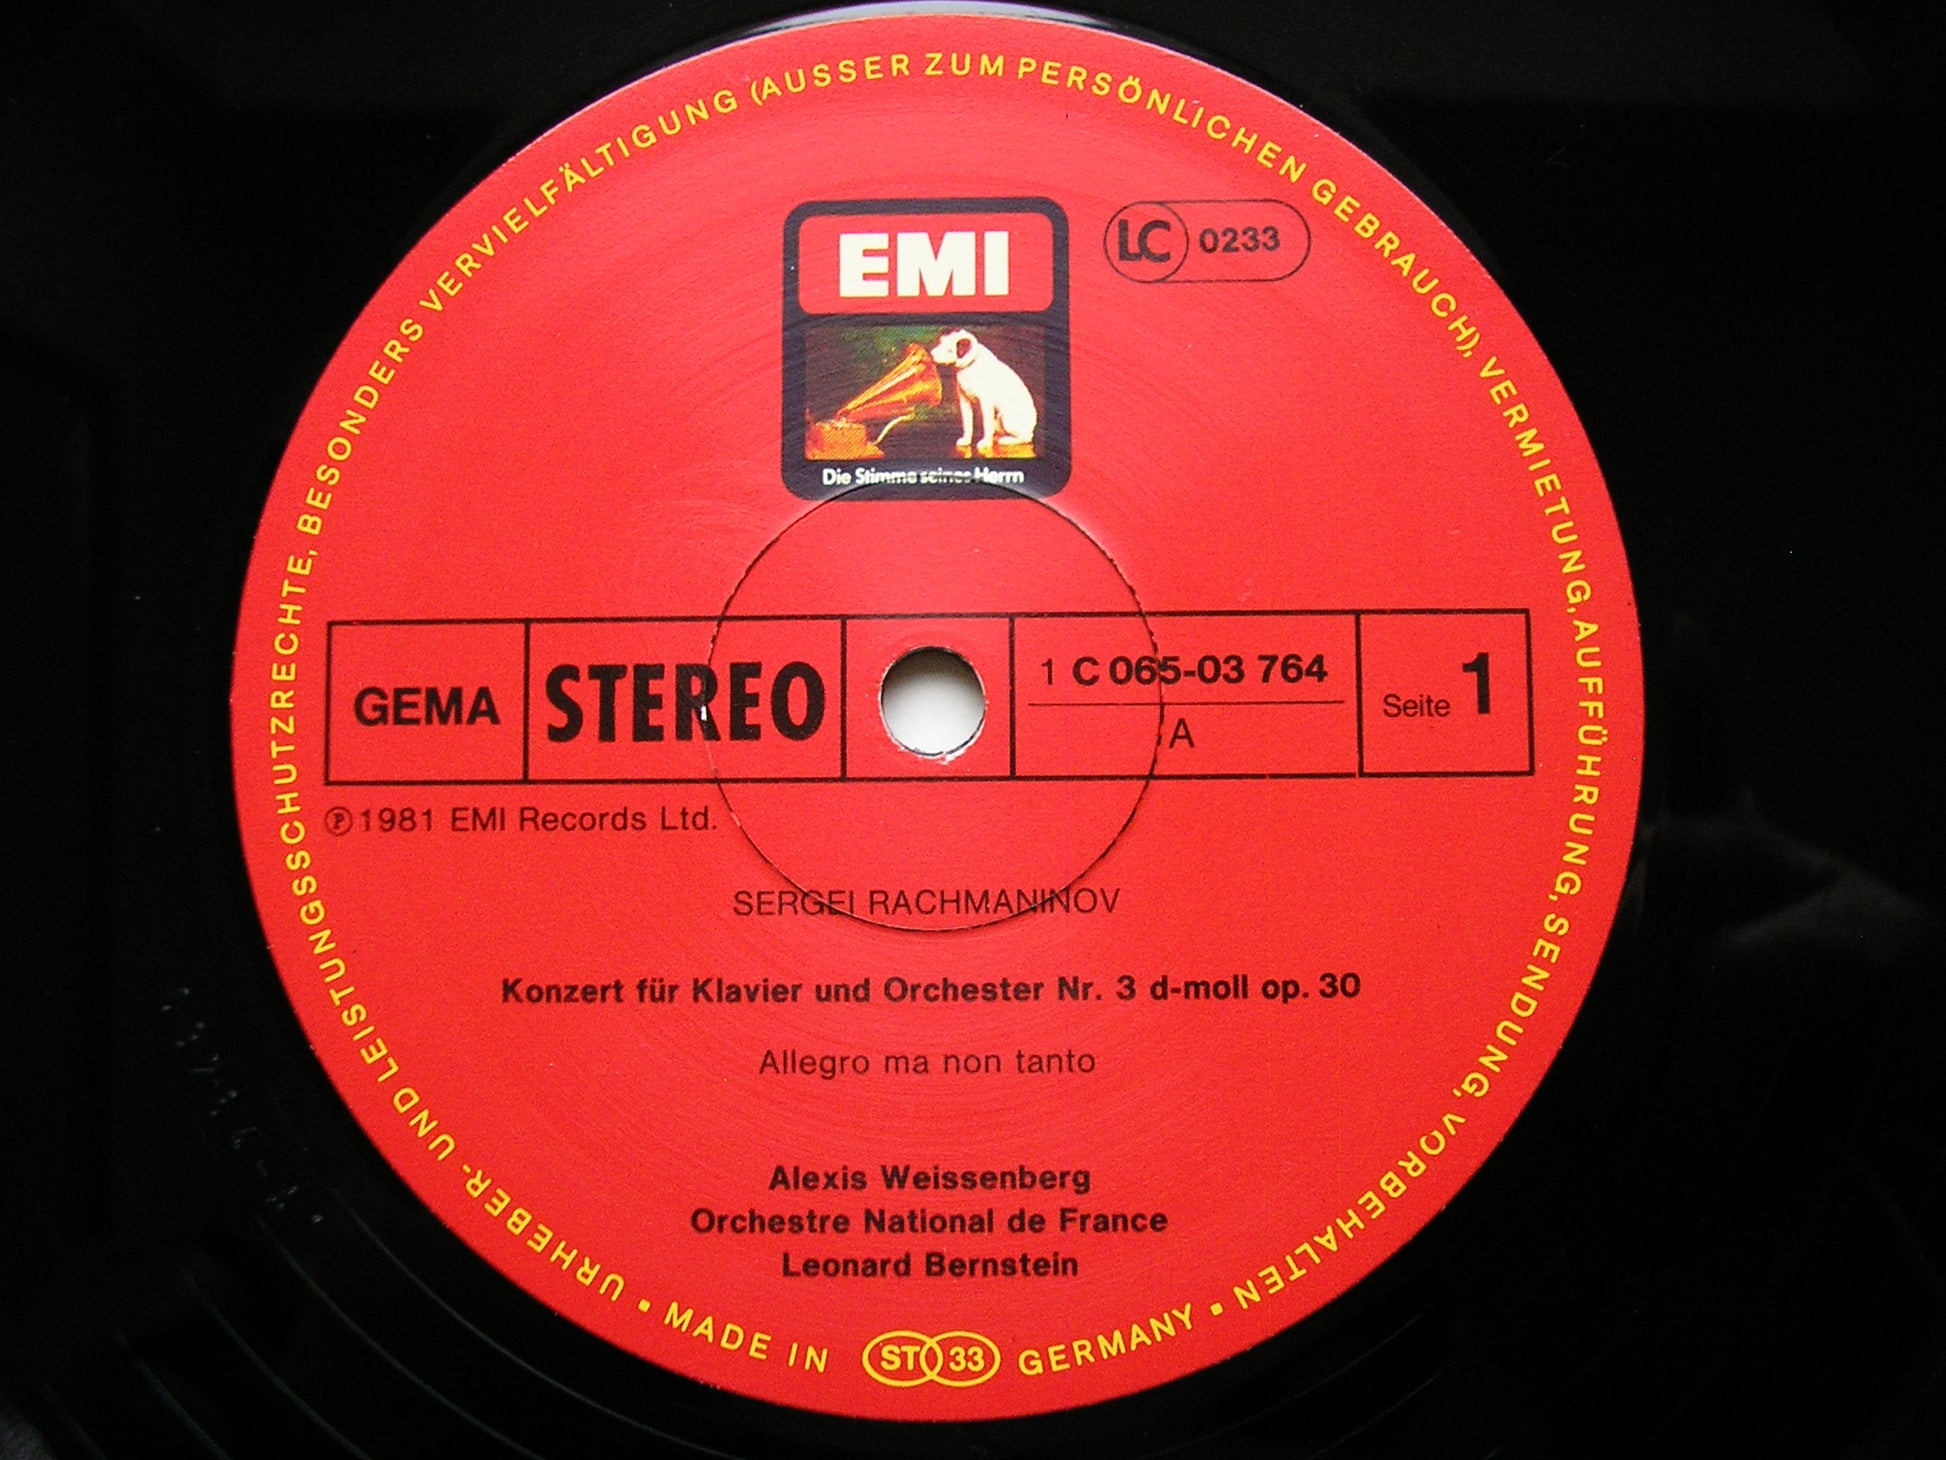 URHEBER- UND LEISTUNGSSCHUTZRECHTE, BESONDERS VERVIELFÄLTIGUNG (AUSSER ZUM PERSÖNLICHEN GEBRAUCH), VERMIETUNG, AUFFÜHRUNG, SENDUNG, VORBEHALTEN •
EMI
LC 0233
Die Stimme seines Herrn
GEMA
STEREO
1 C 065-03 764
A
Seite 1
℗ 1981 EMI Records Ltd.
SERGEI RACHMANINOV
Konzert für Klavier und Orchester Nr. 3 d-moll op. 30
Allegro ma non tanto
Alexis Weissenberg
Orchestre National de France
Leonard Bernstein
• MADE IN ST 33 GERMANY